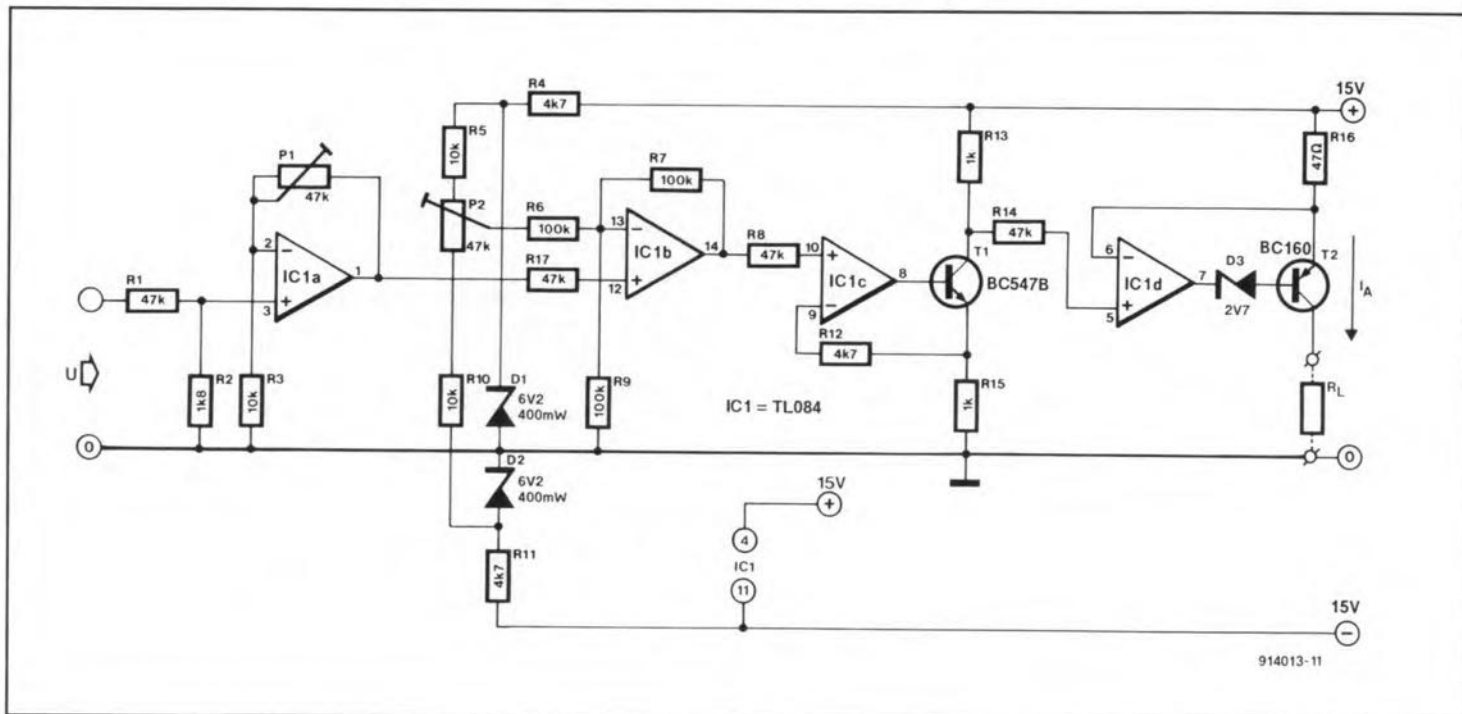 R4
4k7
15V
+
R5
10k
R13
1k
R16
47Ω
P1
47k
R7
100k
P2
47k
R6
100k
13
−
R14
47k
BC160
T2
2
−
IC1a
1
+
3
IC1b
14
R8
47k
10
+
T1
6
−
D3
R17
47k
12
+
IC1c
8
BC547B
IC1d
7
2V7
IA
R1
47k
9
−
+
5
R12
4k7
U
R2
1k8
R3
10k
R10
10k
D1
6V2
400mW
R9
100k
IC1 = TL084
R15
1k
RL
0
0
D2
6V2
400mW
15V
+
4
R11
4k7
IC1
11
15V
−
914013-11